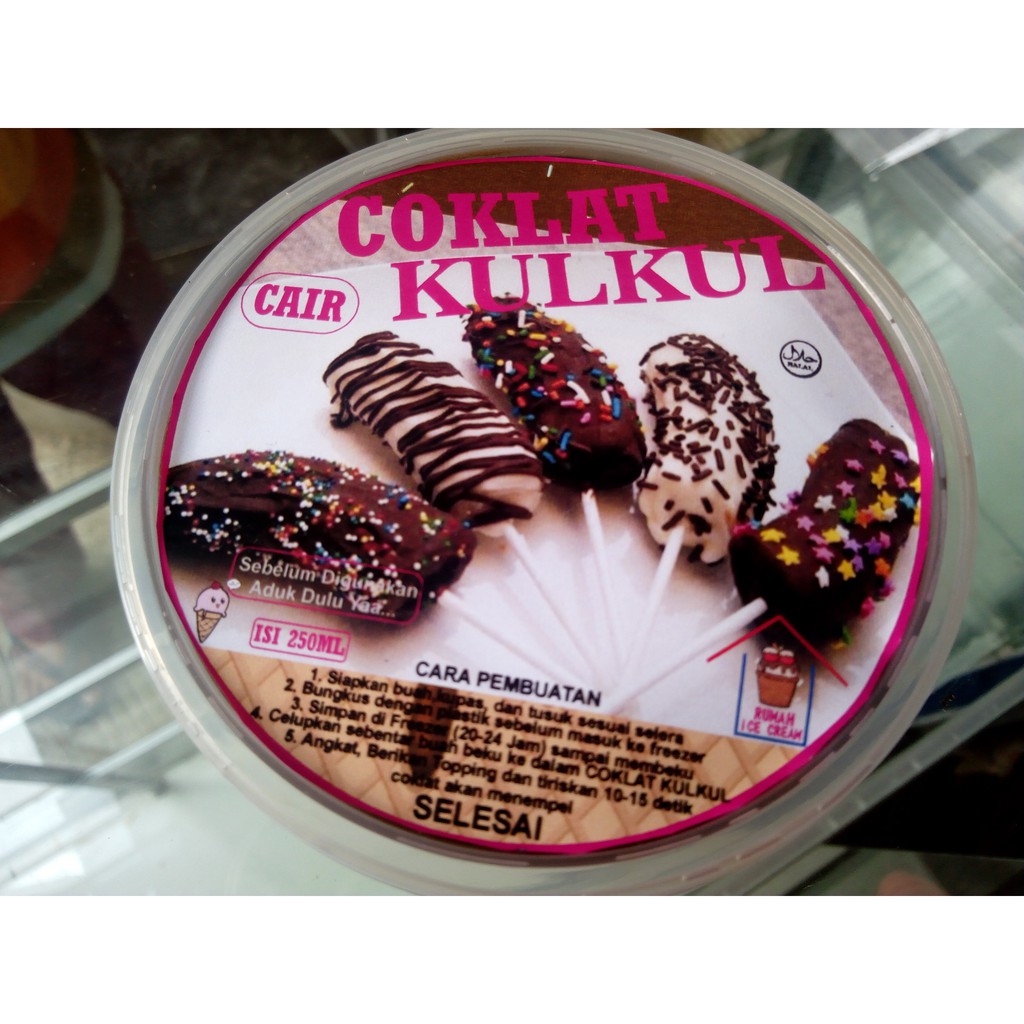 COKLAT
KULKUL
CAIR
حلال
HALAL
Sebelum Digunakan
Aduk Dulu Yaa...
ISI 250ML
CARA PEMBUATAN
1. Siapkan buah, kupas, dan tusuk sesuai selera
2. Bungkus dengan plastik sebelum masuk ke freezer
3. Simpan di Freezer (20-24 Jam) sampai membeku
4. Celupkan sebentar buah beku ke dalam COKLAT KULKUL
5. Angkat, Berikan Topping dan tiriskan 10-15 detik
coklat akan menempel
SELESAI
RUMAH
iCE CREAM